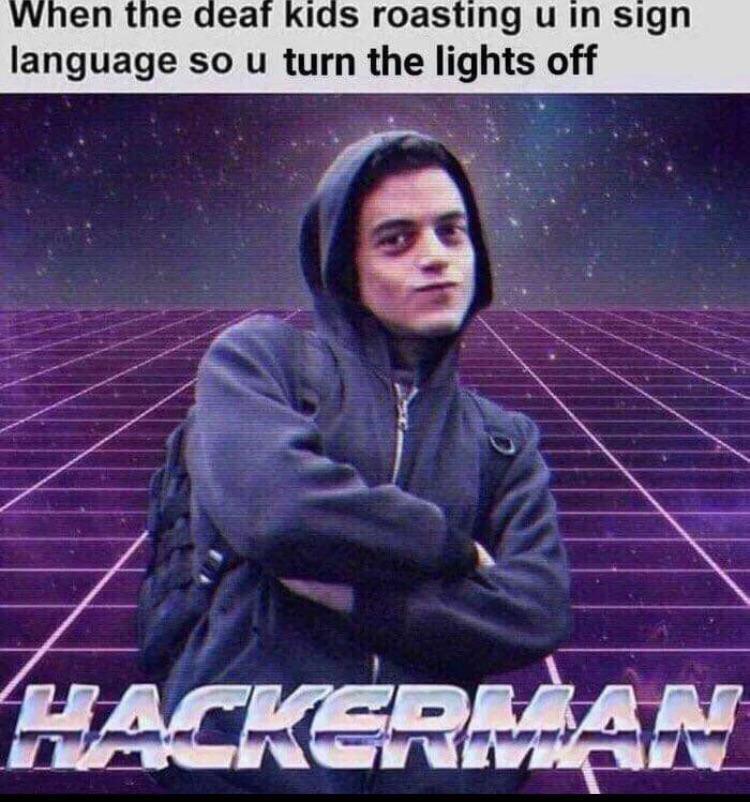 When the deaf kids roasting u in sign
language so u turn the lights off
HACKERMAN